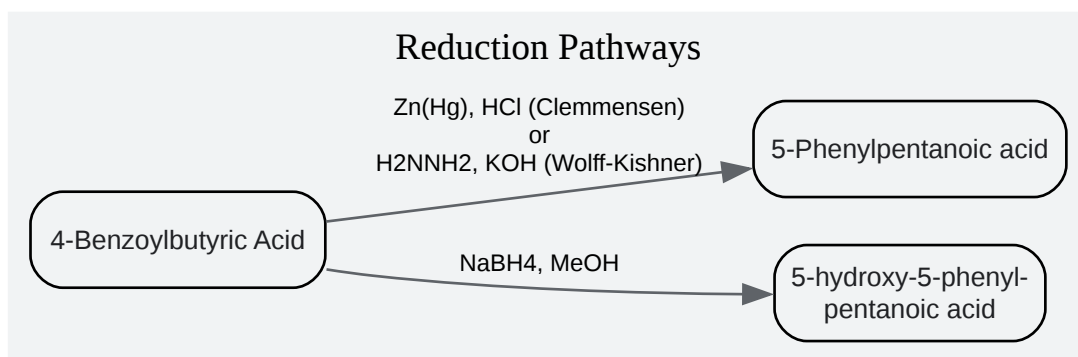 Reduction Pathways
Zn(Hg), HCl (Clemmensen)
or
H2NNH2, KOH (Wolff-Kishner)
5-Phenylpentanoic acid
4-Benzoylbutyric Acid
NaBH4, MeOH
5-hydroxy-5-phenyl-
pentanoic acid